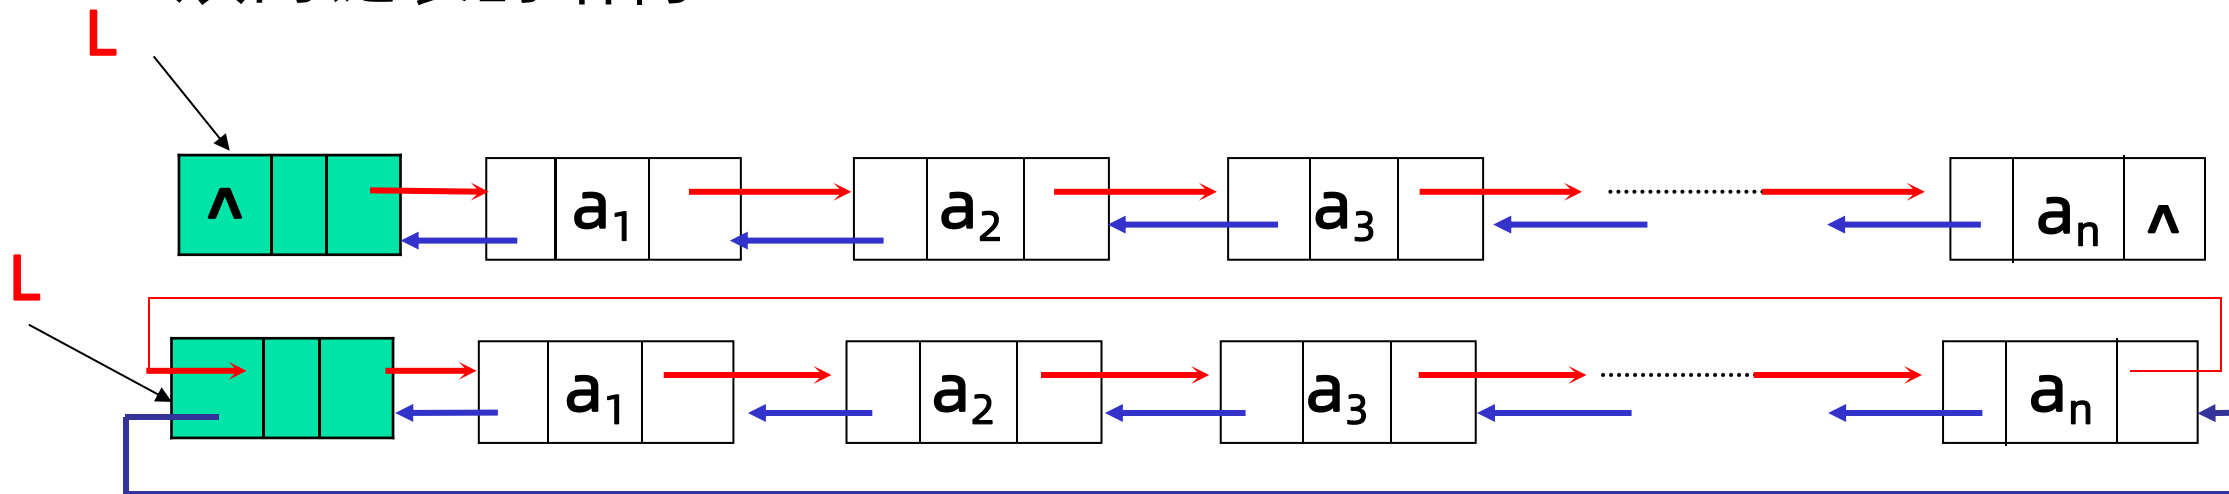 L
∧ a₁ a₂ a₃ ……… aₙ ∧
L
a₁ a₂ a₃ ……… aₙ